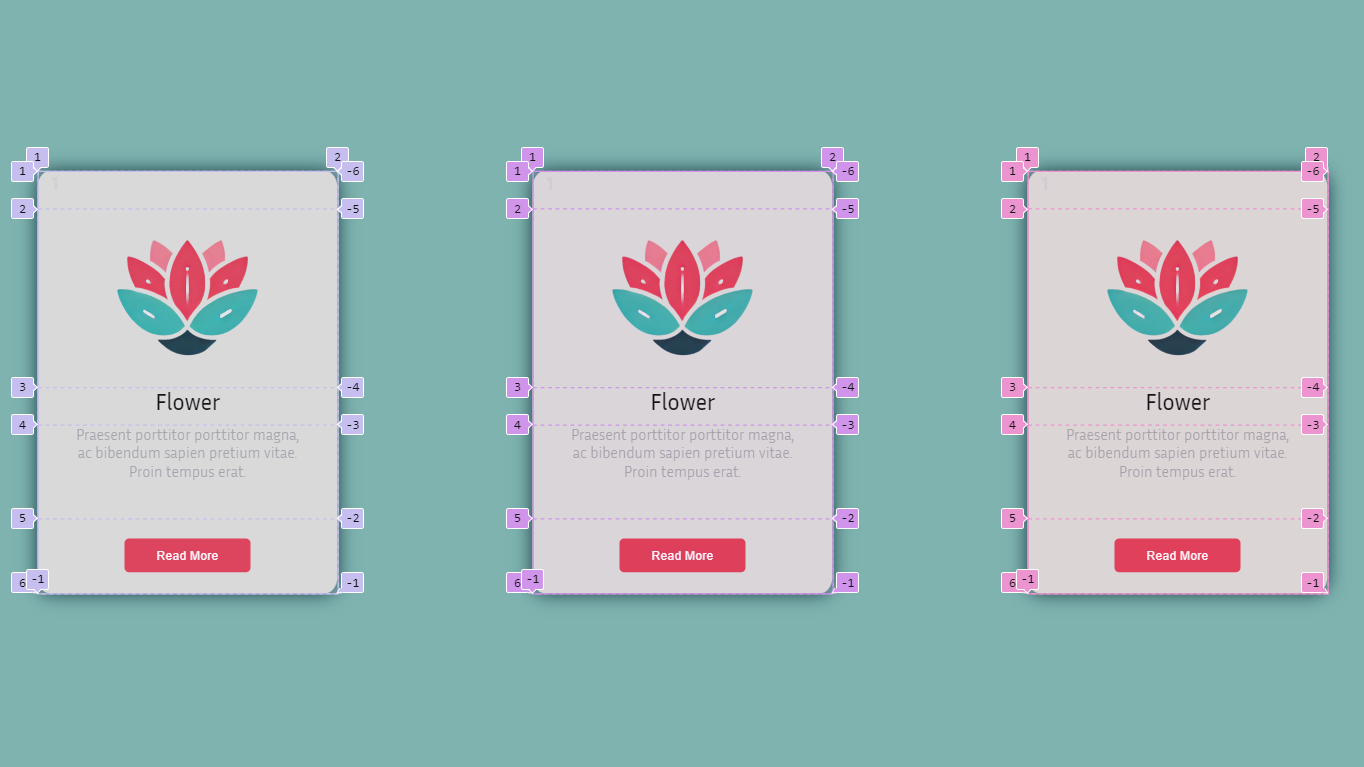 1 2 1 2 1 2
1 -6 1 -6 1 -6
1 1 1
2 -5 2 -5 2 -5
3 -4 3 -4 3 -4
Flower Flower Flower
4 -3 4 -3 4 -3
Praesent porttitor porttitor magna, Praesent porttitor porttitor magna, Praesent porttitor porttitor magna,
ac bibendum sapien pretium vitae. ac bibendum sapien pretium vitae. ac bibendum sapien pretium vitae.
Proin tempus erat. Proin tempus erat. Proin tempus erat.
5 -2 5 -2 5 -2
Read More Read More Read More
6 -1 -1 6 -1 -1 6 -1 -1